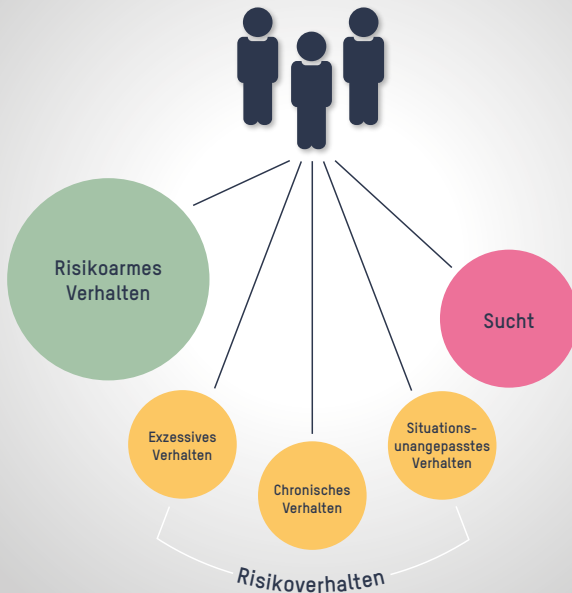 Risikoarmes
Verhalten
Sucht
Exzessives
Verhalten
Chronisches
Verhalten
Situations-
unangepasstes
Verhalten
Risikoverhalten